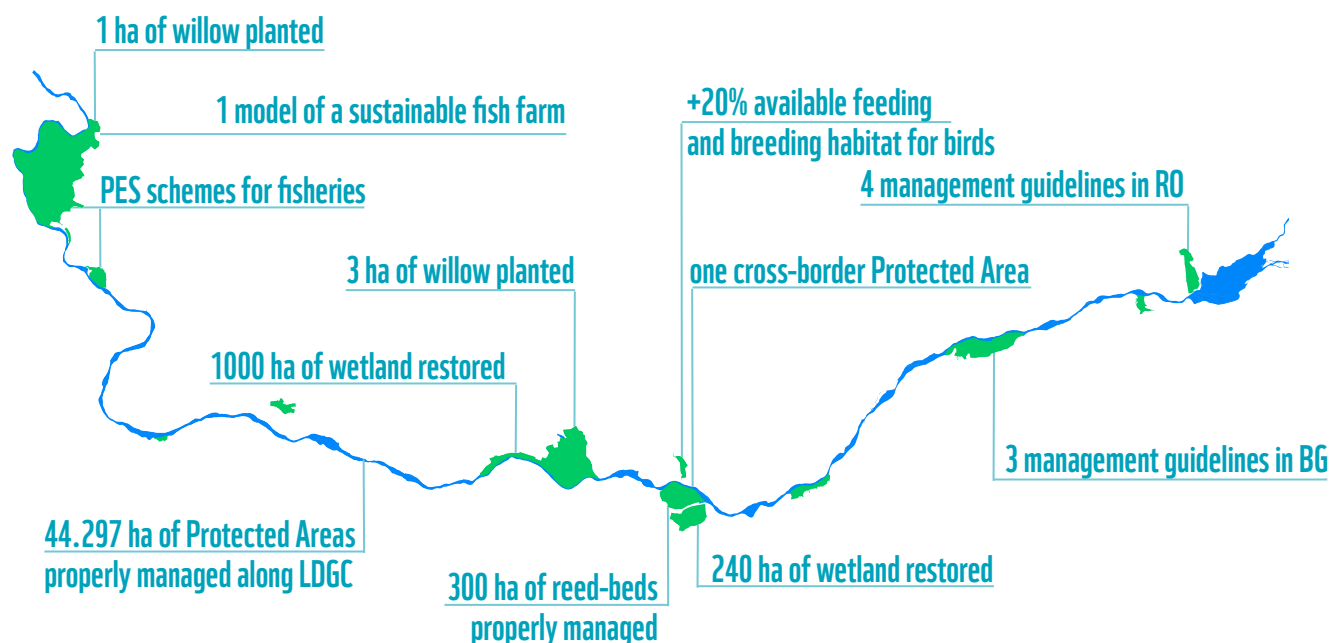 1 ha of willow planted
1 model of a sustainable fish farm
+20% available feeding
and breeding habitat for birds
PES schemes for fisheries
4 management guidelines in RO
3 ha of willow planted
one cross-border Protected Area
1000 ha of wetland restored
3 management guidelines in BG
44.297 ha of Protected Areas
properly managed along LDGC
300 ha of reed-beds
properly managed
240 ha of wetland restored